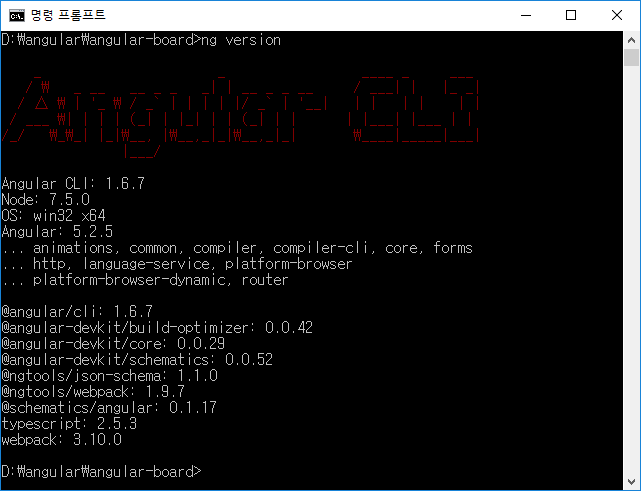 명령 프롬프트
D:\angular\angular-board>ng version
Angular CLI
Angular CLI: 1.6.7
Node: 7.5.0
OS: win32 x64
Angular: 5.2.5
... animations, common, compiler, compiler-cli, core, forms
... http, language-service, platform-browser
... platform-browser-dynamic, router
@angular/cli: 1.6.7
@angular-devkit/build-optimizer: 0.0.42
@angular-devkit/core: 0.0.29
@angular-devkit/schematics: 0.0.52
@ngtools/json-schema: 1.1.0
@ngtools/webpack: 1.9.7
@schematics/angular: 0.1.17
typescript: 2.5.3
webpack: 3.10.0
D:\angular\angular-board>